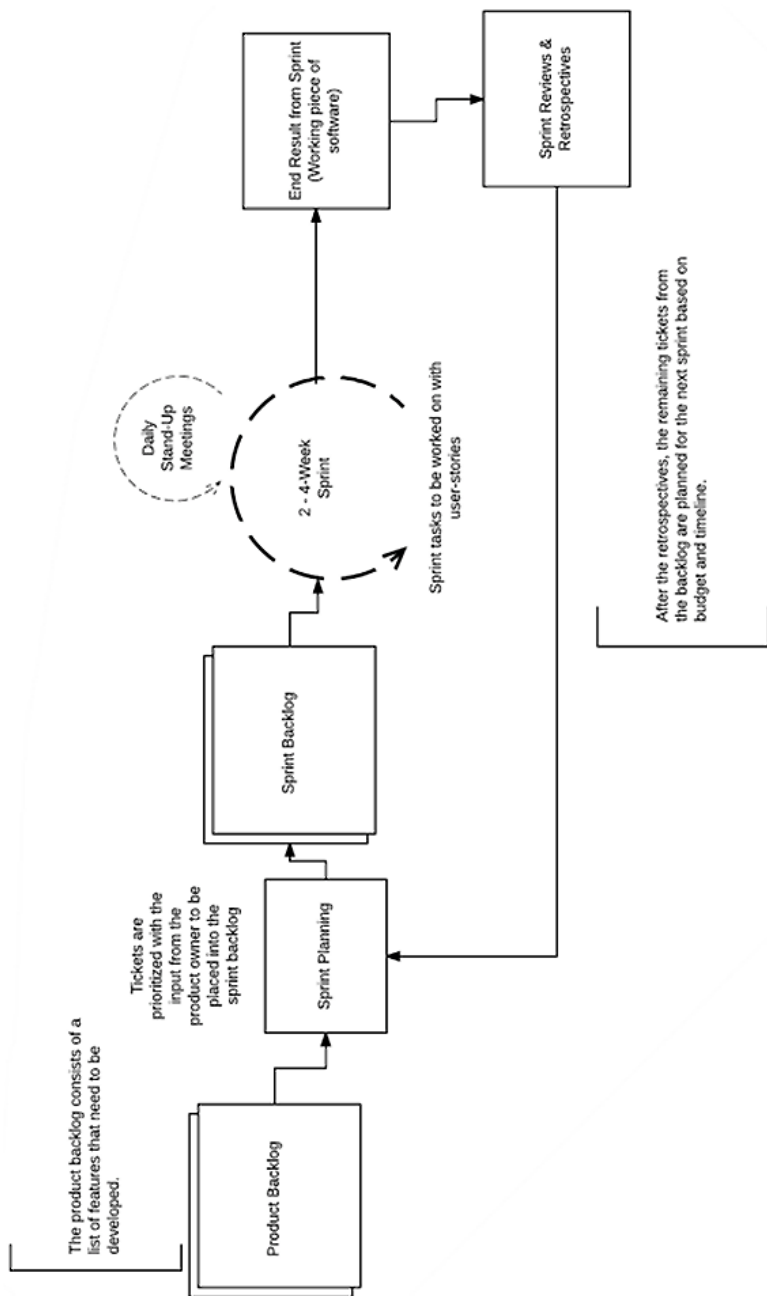 The product backlog consists of a
list of features that need to be
developed.
Product Backlog
Tickets are
prioritized with the
input from the
product owner to be
placed into the
sprint backlog
Sprint Planning
Sprint Backlog
Daily
Stand-Up
Meetings
2 - 4-Week
Sprint
Sprint tasks to be worked on with
user-stories
End Result from Sprint
(Working piece of
software)
Sprint Reviews &
Retrospectives
After the retrospectives, the remaining tickets from
the backlog are planned for the next sprint based on
budget and timeline.